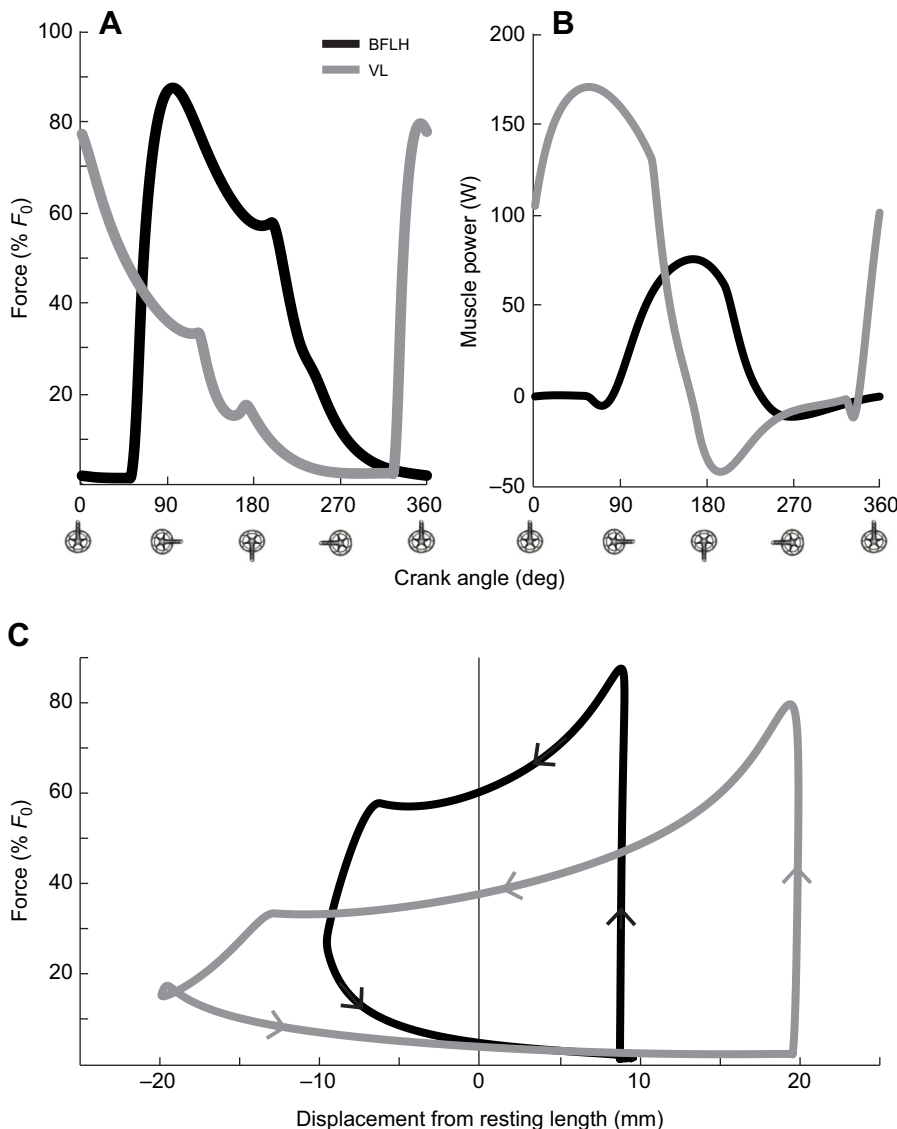 A
BFLH
VL
Force (% F0)
100
80
60
40
20
0 90 180 270 360
B
Muscle power (W)
200
150
100
50
0
–50
0 90 180 270 360
Crank angle (deg)
C
Force (% F0)
80
60
40
20
–20 –10 0 10 20
Displacement from resting length (mm)